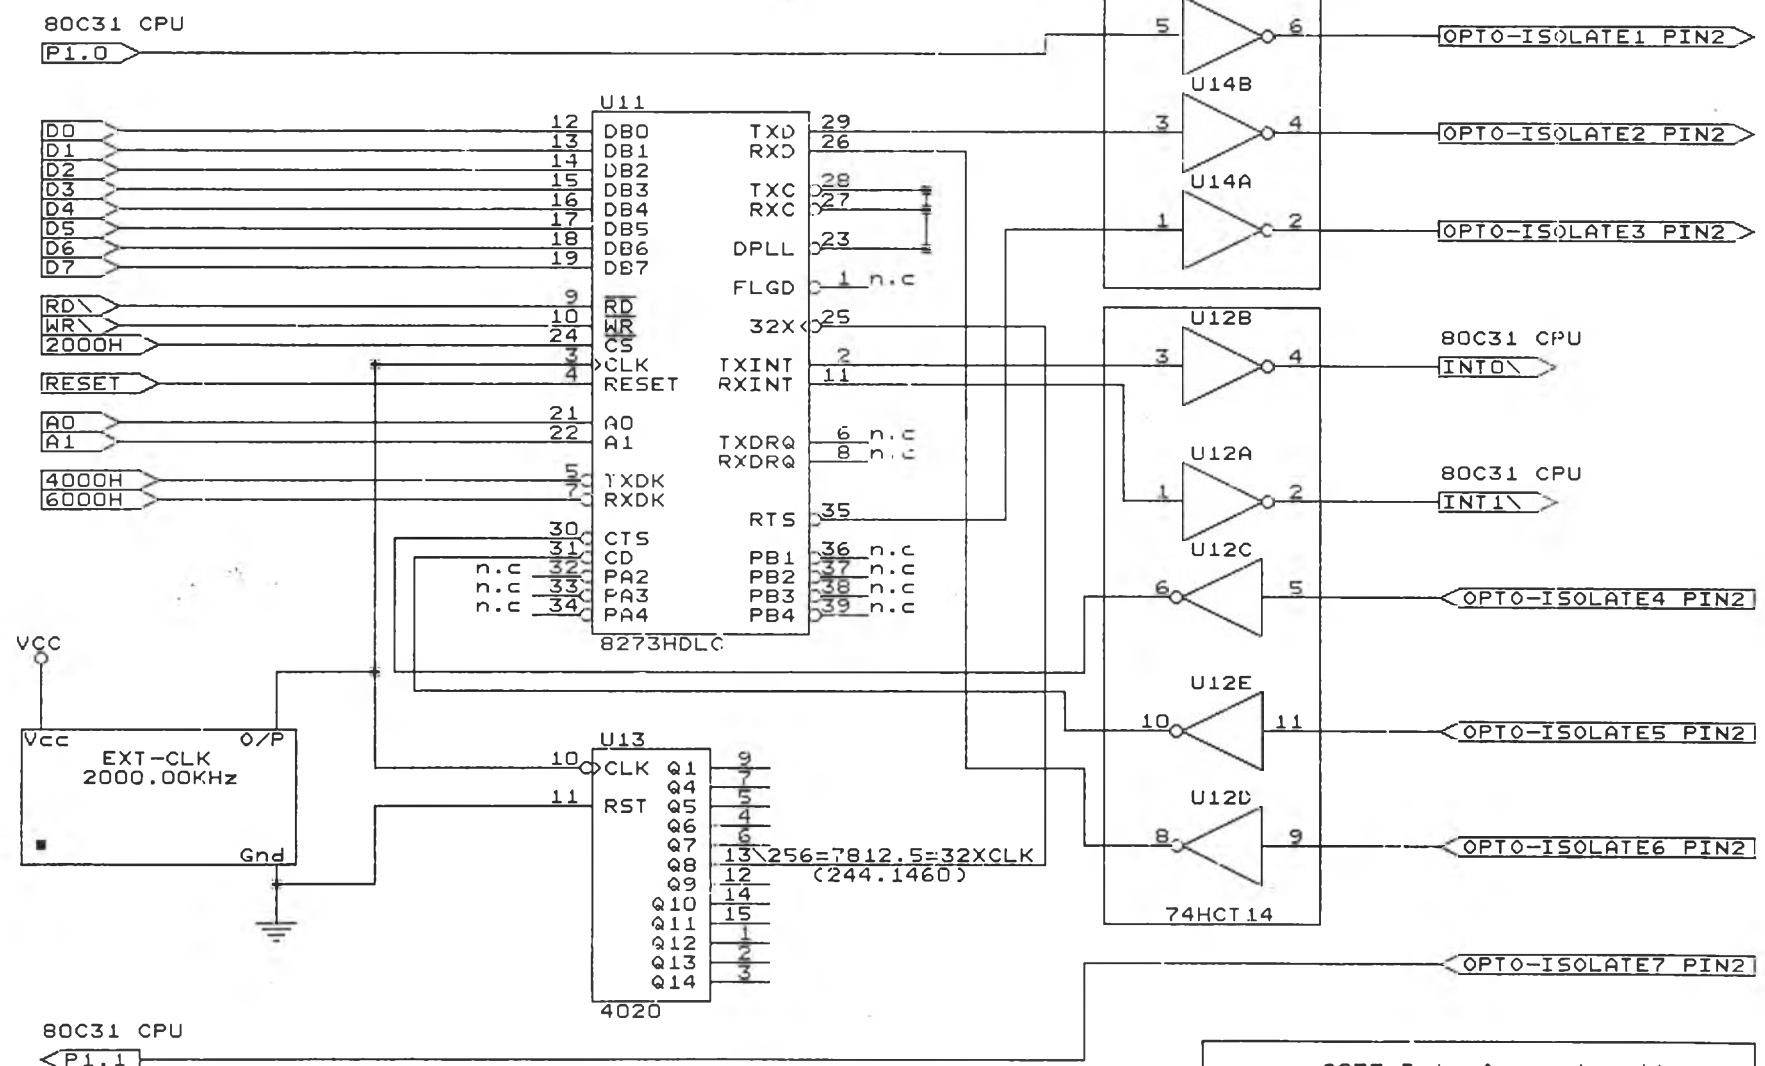 80C31 CPU
P1.0
5 6
OPTO-ISOLATE1 PIN2
U14B
3 4
OPTO-ISOLATE2 PIN2
U14A
1 2
OPTO-ISOLATE3 PIN2
U11
D0 12 DB0 TXD 29
D1 13 DB1 RXD 26
D2 14 DB2
D3 15 DB3 TXC 28
D4 16 DB4 RXC 27
D5 17 DB5
D6 18 DB6 DPLL 23
D7 19 DB7
FLGD 1 n.c
RD\ 9 RD
WR\ 10 WR 32X 25
2000H 24 CS
3 CLK TXINT 2
RESET 4 RESET RXINT 11
A0 21 A0
A1 22 A1 TXDRQ 6 n.c
RXDRQ 8 n.c
4000H 5 TXDK
6000H 7 RXDK
RTS 35
30 CTS
31 CD PB1 36 n.c
n.c 32 PA2 PB2 37 n.c
n.c 33 PA3 PB3 38 n.c
n.c 34 PA4 PB4 39 n.c
8273HDLC
U12B
3 4
80C31 CPU
INT0\
U12A
1 2
80C31 CPU
INT1\
U12C
6 5
OPTO-ISOLATE4 PIN2
U12E
10 11
OPTO-ISOLATE5 PIN2
U12D
8 9
OPTO-ISOLATE6 PIN2
74HCT14
VCC
Vcc O/P
EXT-CLK
2000.00KHz
Gnd
U13
10 CLK Q1 9
Q4 7
11 RST Q5 5
Q6 4
Q7 6
Q8 13 \256=7812.5=32XCLK
(244.1460)
Q9 12
Q10 14
Q11 15
Q12 1
Q13 2
Q14 3
4020
OPTO-ISOLATE7 PIN2
80C31 CPU
P1.1